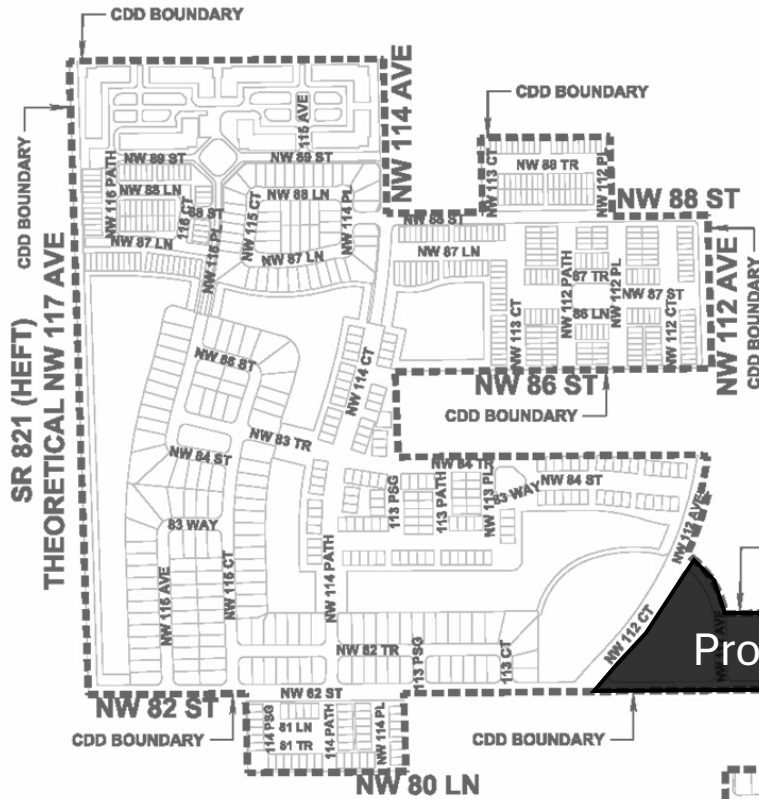 CDD BOUNDARY
NW 114 AVE
CDD BOUNDARY
115 AVE
NW 89 ST
NW 89 ST
NW 116 PATH
NW 88 LN
116 CT
88 ST
NW 87 LN
NW 115 PL
NW 115 CT
NW 88 LN
NW 114 PL
NW 87 LN
CDD BOUNDARY
NW 113 CT
NW 88 TR
NW 112 PL
NW 88 ST
NW 88 ST
NW 87 LN
87 TR
NW 87 ST
86 LN
NW 113 CT
NW 112 PATH
NW 112 PL
NW 112 CT
NW 112 AVE
CDD BOUNDARY
SR 821 (HEFT)
THEORETICAL NW 117 AVE
NW 86 ST
CDD BOUNDARY
NW 85 ST
NW 114 CT
NW 83 TR
NW 84 ST
83 WAY
NW 84 TR
NW 84 ST
113 PSG
113 PATH
NW 113 PL
83 WAY
NW 112 AVE
NW 115 AVE
NW 115 CT
NW 114 PATH
NW 82 TR
113 PSG
113 CT
NW 112 CT
Pro
NW 82 ST
NW 82 ST
CDD BOUNDARY
114 PSG
81 LN
81 TR
114 PATH
NW 114 PL
CDD BOUNDARY
NW 80 LN